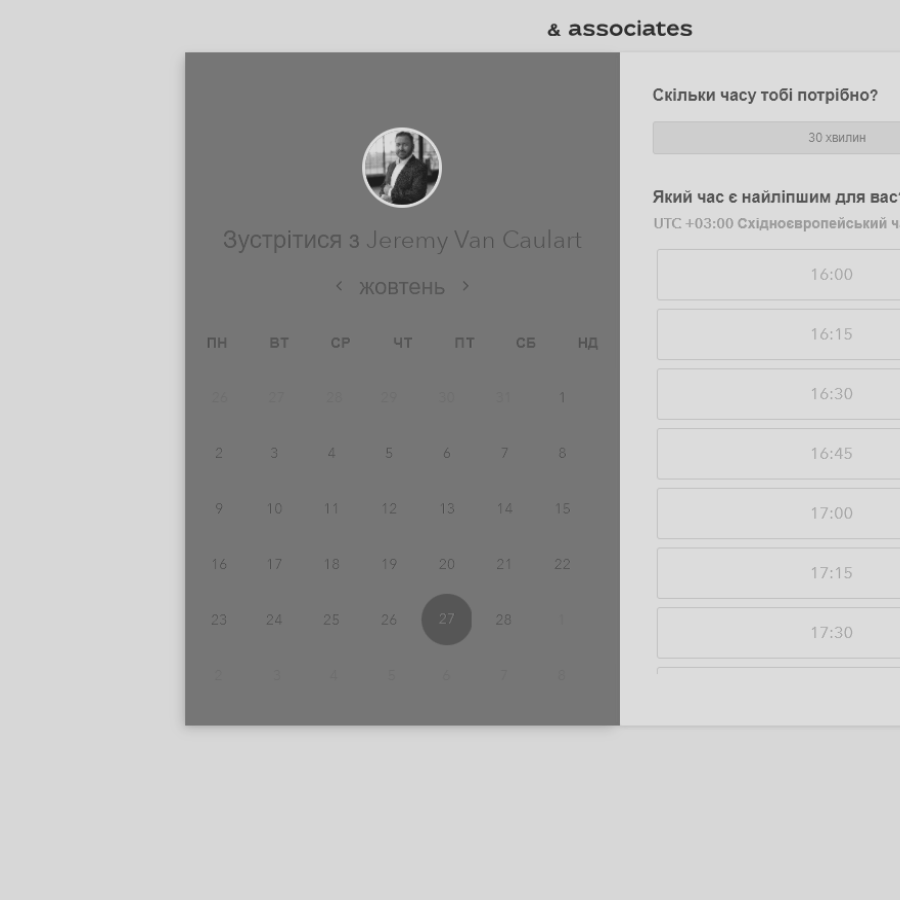 & associates
Зустрітися з Jeremy Van Caulart
жовтень
ПН ВТ СР ЧТ ПТ СБ НД
26 27 28 29 30 31 1
2 3 4 5 6 7 8
9 10 11 12 13 14 15
16 17 18 19 20 21 22
23 24 25 26 27 28 1
2 3 4 5 6 7 8
Скільки часу тобі потрібно?
30 хвилин
Який час є найліпшим для вас
UTC +03:00 Східноєвропейський
16:00
16:15
16:30
16:45
17:00
17:15
17:30